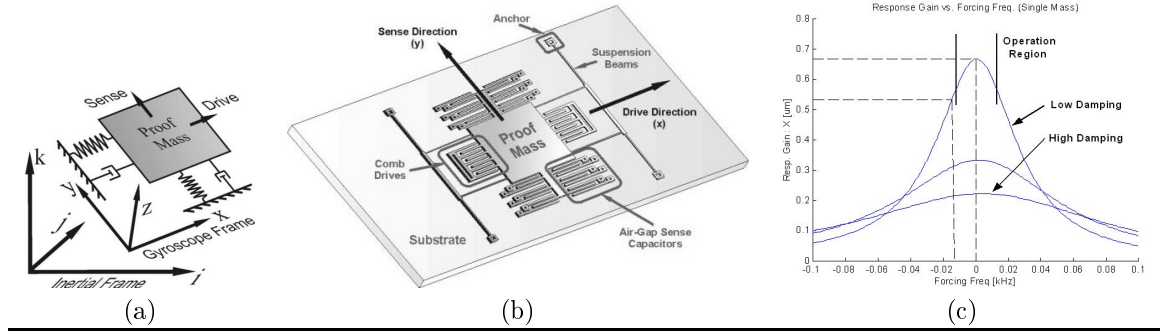 Sense
Drive
Proof
Mass
k
y
z
x
j
Gyroscope Frame
i
Inertial Frame
(a)
Anchor
Sense Direction
(y)
Suspension
Beams
Drive Direction
(x)
Proof
Mass
Comb
Drives
Substrate
Air-Gap Sense
Capacitors
(b)
Response Gain vs. Forcing Freq. (Single Mass)
0.8
0.7
0.6
0.5
0.4
0.3
0.2
0.1
0
Resp. Gain: X [um]
Operation
Region
Low Damping
High Damping
-0.1 -0.08 -0.06 -0.04 -0.02 0 0.02 0.04 0.06 0.08 0.1
Forcing Freq [kHz]
(c)